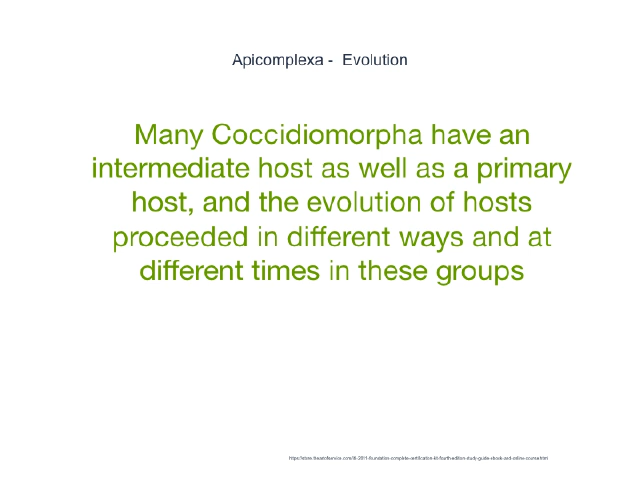 Apicomplexa - Evolution
Many Coccidiomorpha have an
intermediate host as well as a primary
host, and the evolution of hosts
proceeded in different ways and at
different times in these groups